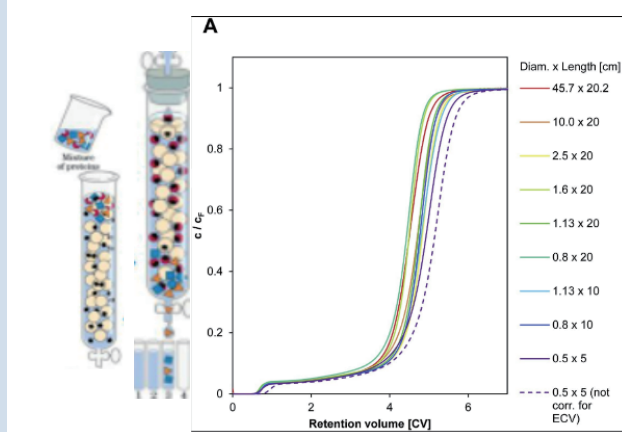 A
Mixture
of proteins
Diam. x Length [cm]
45.7 x 20.2
10.0 x 20
2.5 x 20
1.6 x 20
1.13 x 20
0.8 x 20
1.13 x 10
0.8 x 10
0.5 x 5
0.5 x 5 (not
corr. for
ECV)
c / cF
1
0.8
0.6
0.4
0.2
0
0 2 4 6
Retention volume [CV]